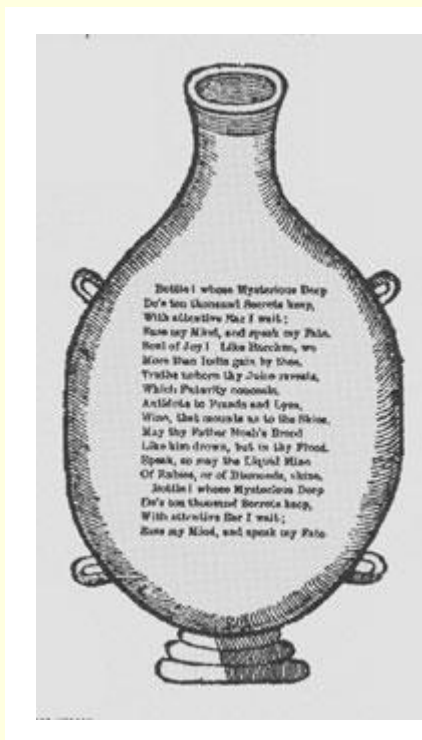 Bottle! whose Mysterious Deep
Do's ten thousand Secrets keep,
With attentive Ear I wait;
Ease my Mind, and speak my Fate.
Soul of Joy! Like Bacchus, we
More than India gain by thee.
Truths unborn thy Juice reveals,
Which Futurity conceals.
Antidote to Frauds and Lyes,
Wine, that mounts us to the Skies,
May thy Father Noah's Brood
Like him drown, but in thy Flood.
Speak, so may the Liquid Mine
Of Rubies, or of Diamonds, shine.
Bottle! whose Mysterious Deep
Do's ten thousand Secrets keep,
With attentive Ear I wait;
Ease my Mind, and speak my Fate